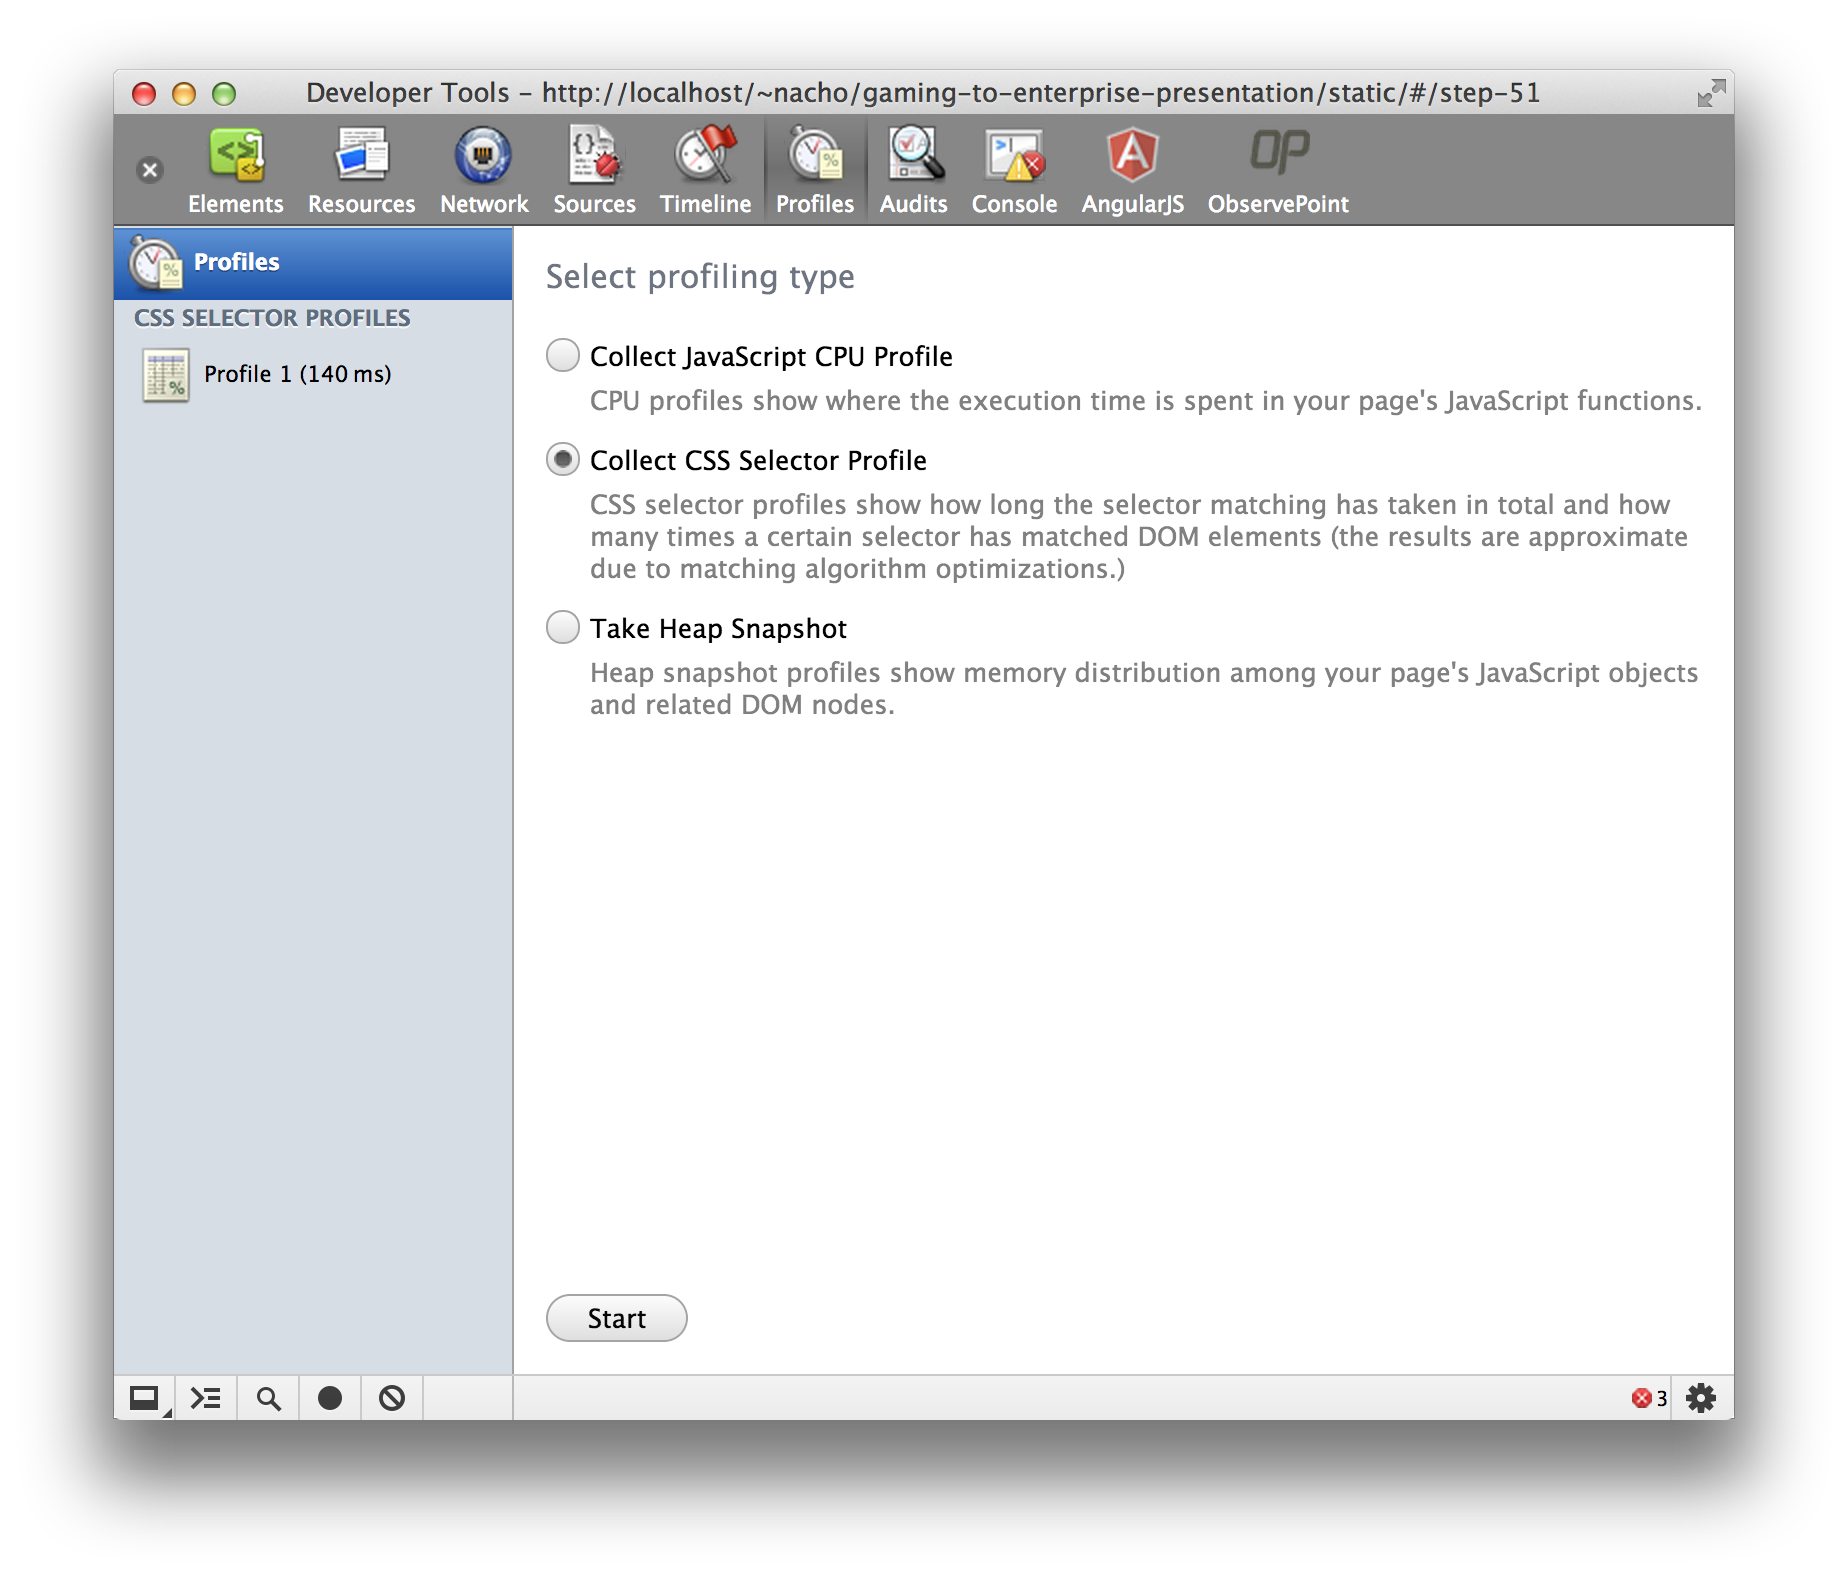 Developer Tools - http://localhost/~nacho/gaming-to-enterprise-presentation/static/#/step-51
Elements Resources Network Sources Timeline Profiles Audits Console AngularJS ObservePoint
OP
Profiles
CSS SELECTOR PROFILES
Profile 1 (140 ms)
Select profiling type
Collect JavaScript CPU Profile
CPU profiles show where the execution time is spent in your page's JavaScript functions.
Collect CSS Selector Profile
CSS selector profiles show how long the selector matching has taken in total and how
many times a certain selector has matched DOM elements (the results are approximate
due to matching algorithm optimizations.)
Take Heap Snapshot
Heap snapshot profiles show memory distribution among your page's JavaScript objects
and related DOM nodes.
Start
3